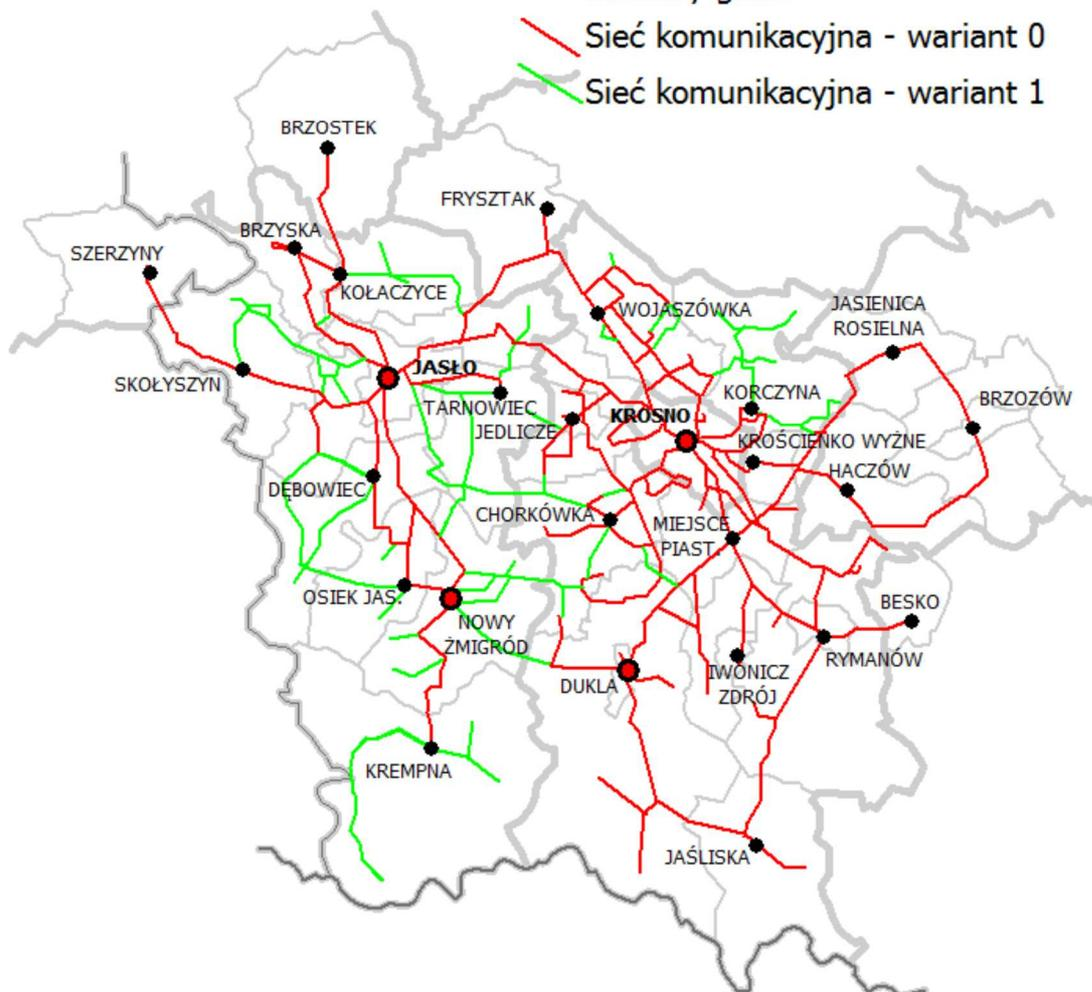 Sieć komunikacyjna - wariant 0
Sieć komunikacyjna - wariant 1
BRZOSTEK
FRYSZTAK
BRZYSKA
SZERZYNY
KOŁACZYCE
WOJASZÓWKA
JASIENICA
ROSIELNA
SKOŁYSZYN
JASŁO
TARNOWIEC
KORCZYNA
BRZOZÓW
JEDLICZE
KROSNO
KROŚCIENKO WYŻNE
HACZÓW
DĘBOWIEC
CHORKÓWKA
MIEJSCE
PIAST.
OSIEK JAS.
BESKO
NOWY
ŻMIGRÓD
RYMANÓW
IWONICZ
ZDRÓJ
DUKLA
KREMPNA
JAŚLISKA